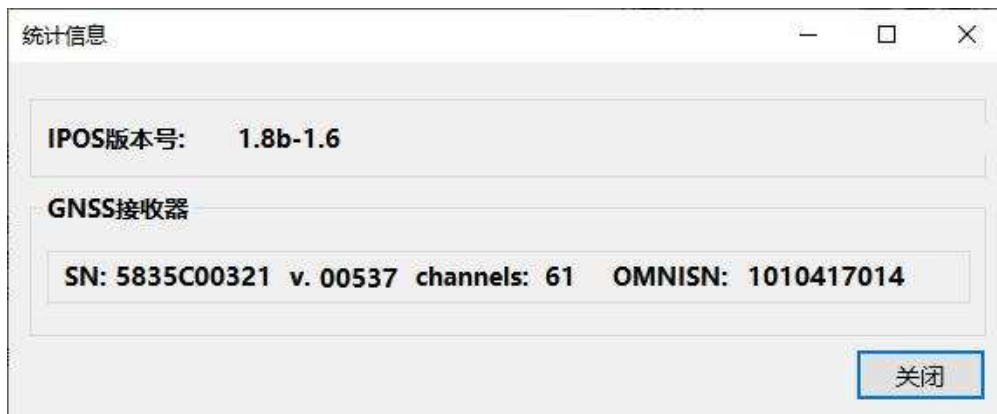 统计信息
IPOS版本号: 1.8b-1.6
GNSS接收器
SN: 5835C00321 v. 00537 channels: 61 OMNISN: 1010417014
关闭